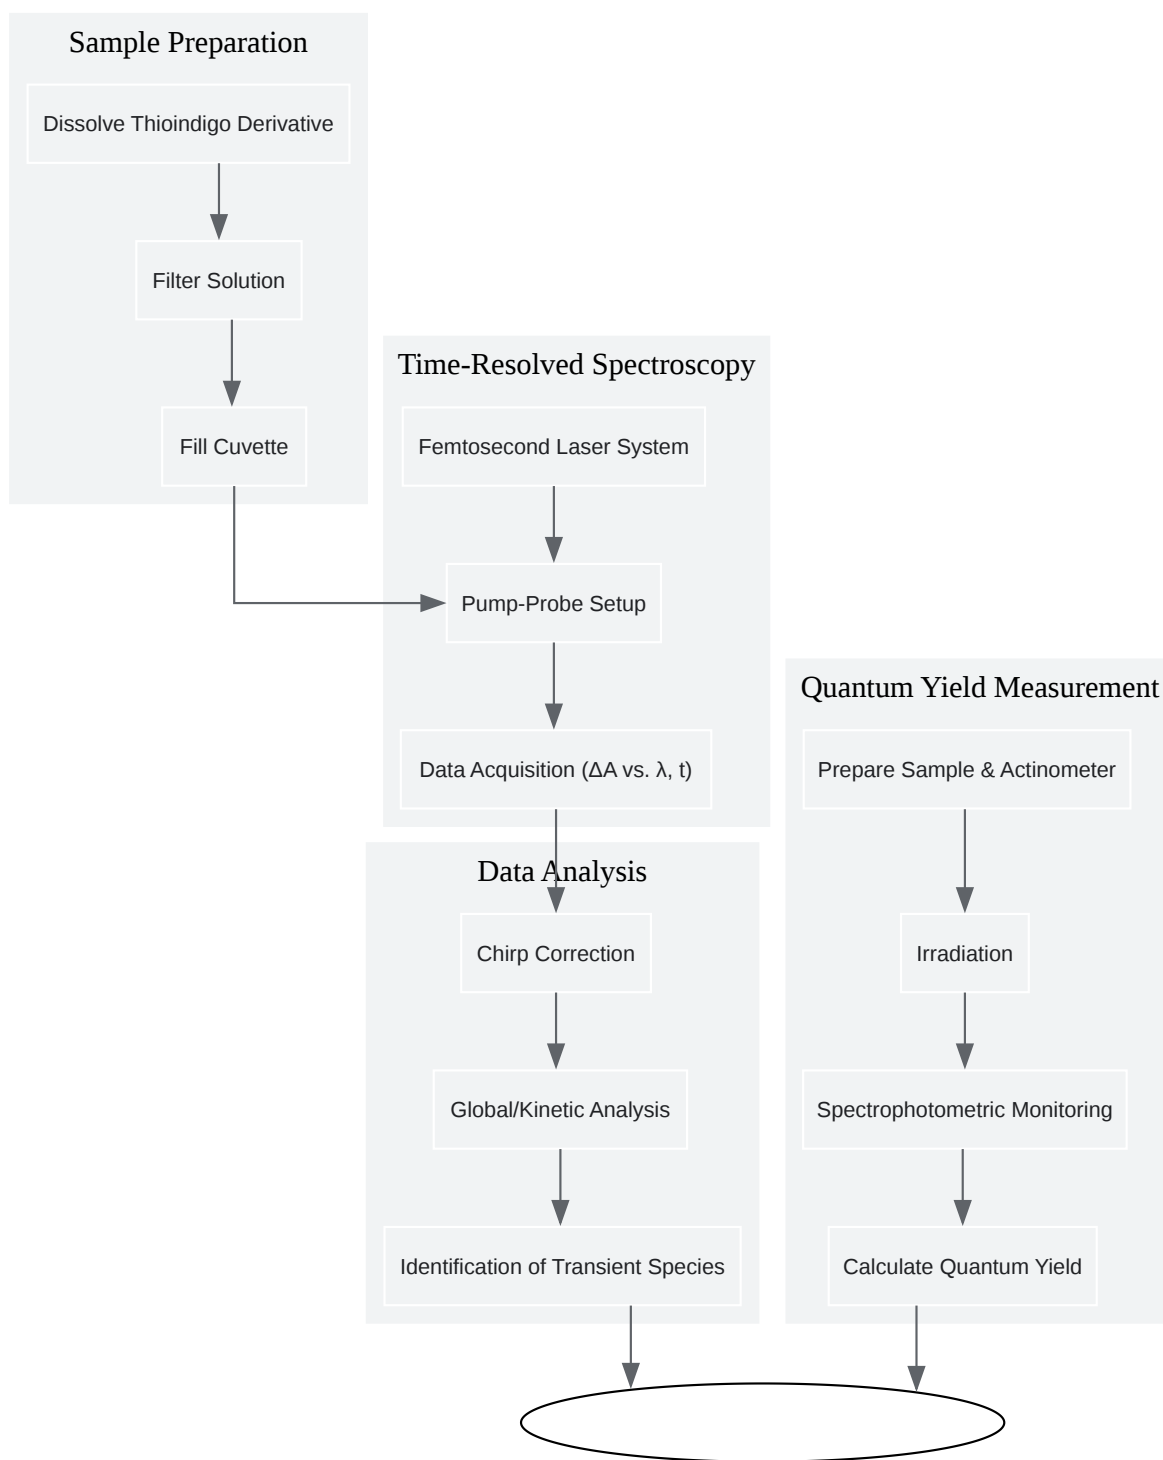 Sample Preparation
Dissolve Thioindigo Derivative
Filter Solution
Fill Cuvette
Time-Resolved Spectroscopy
Femtosecond Laser System
Pump-Probe Setup
Data Acquisition (ΔA vs. λ, t)
Data Analysis
Chirp Correction
Global/Kinetic Analysis
Identification of Transient Species
Quantum Yield Measurement
Prepare Sample & Actinometer
Irradiation
Spectrophotometric Monitoring
Calculate Quantum Yield